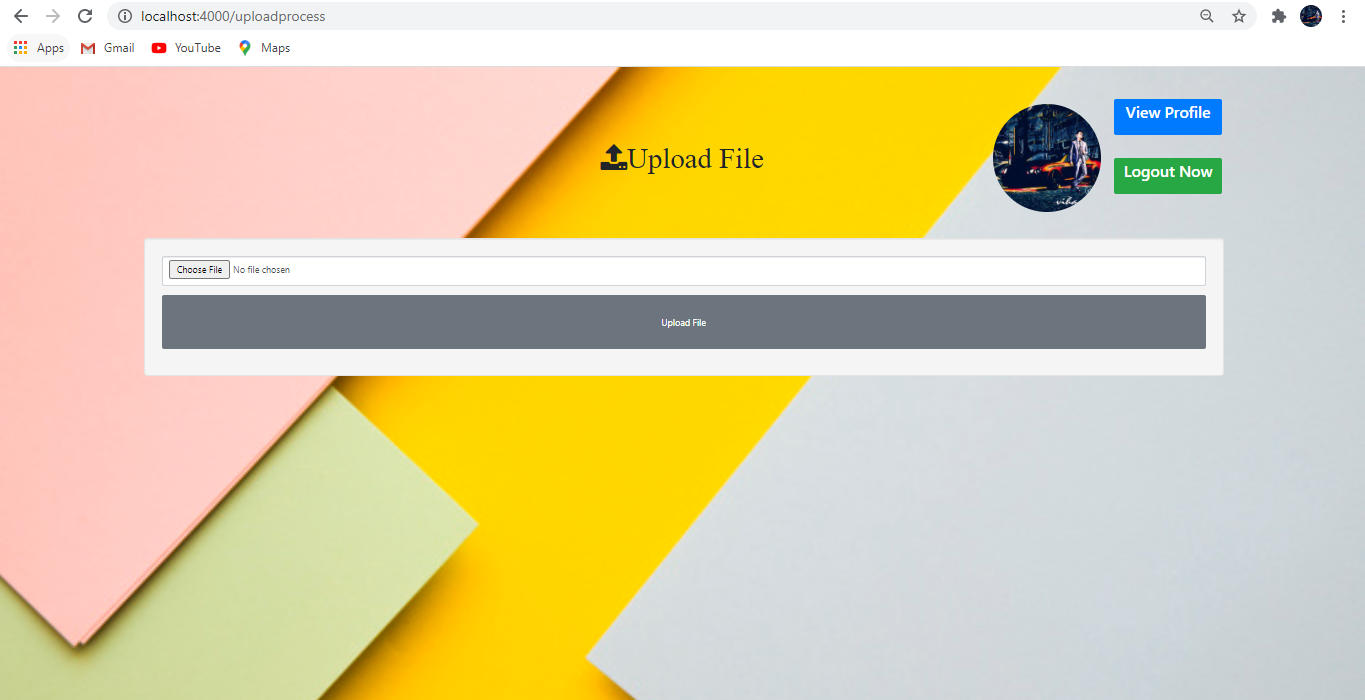 localhost:4000/uploadprocess
Apps Gmail YouTube Maps
View Profile
Upload File
Logout Now
Choose File No file chosen
Upload File